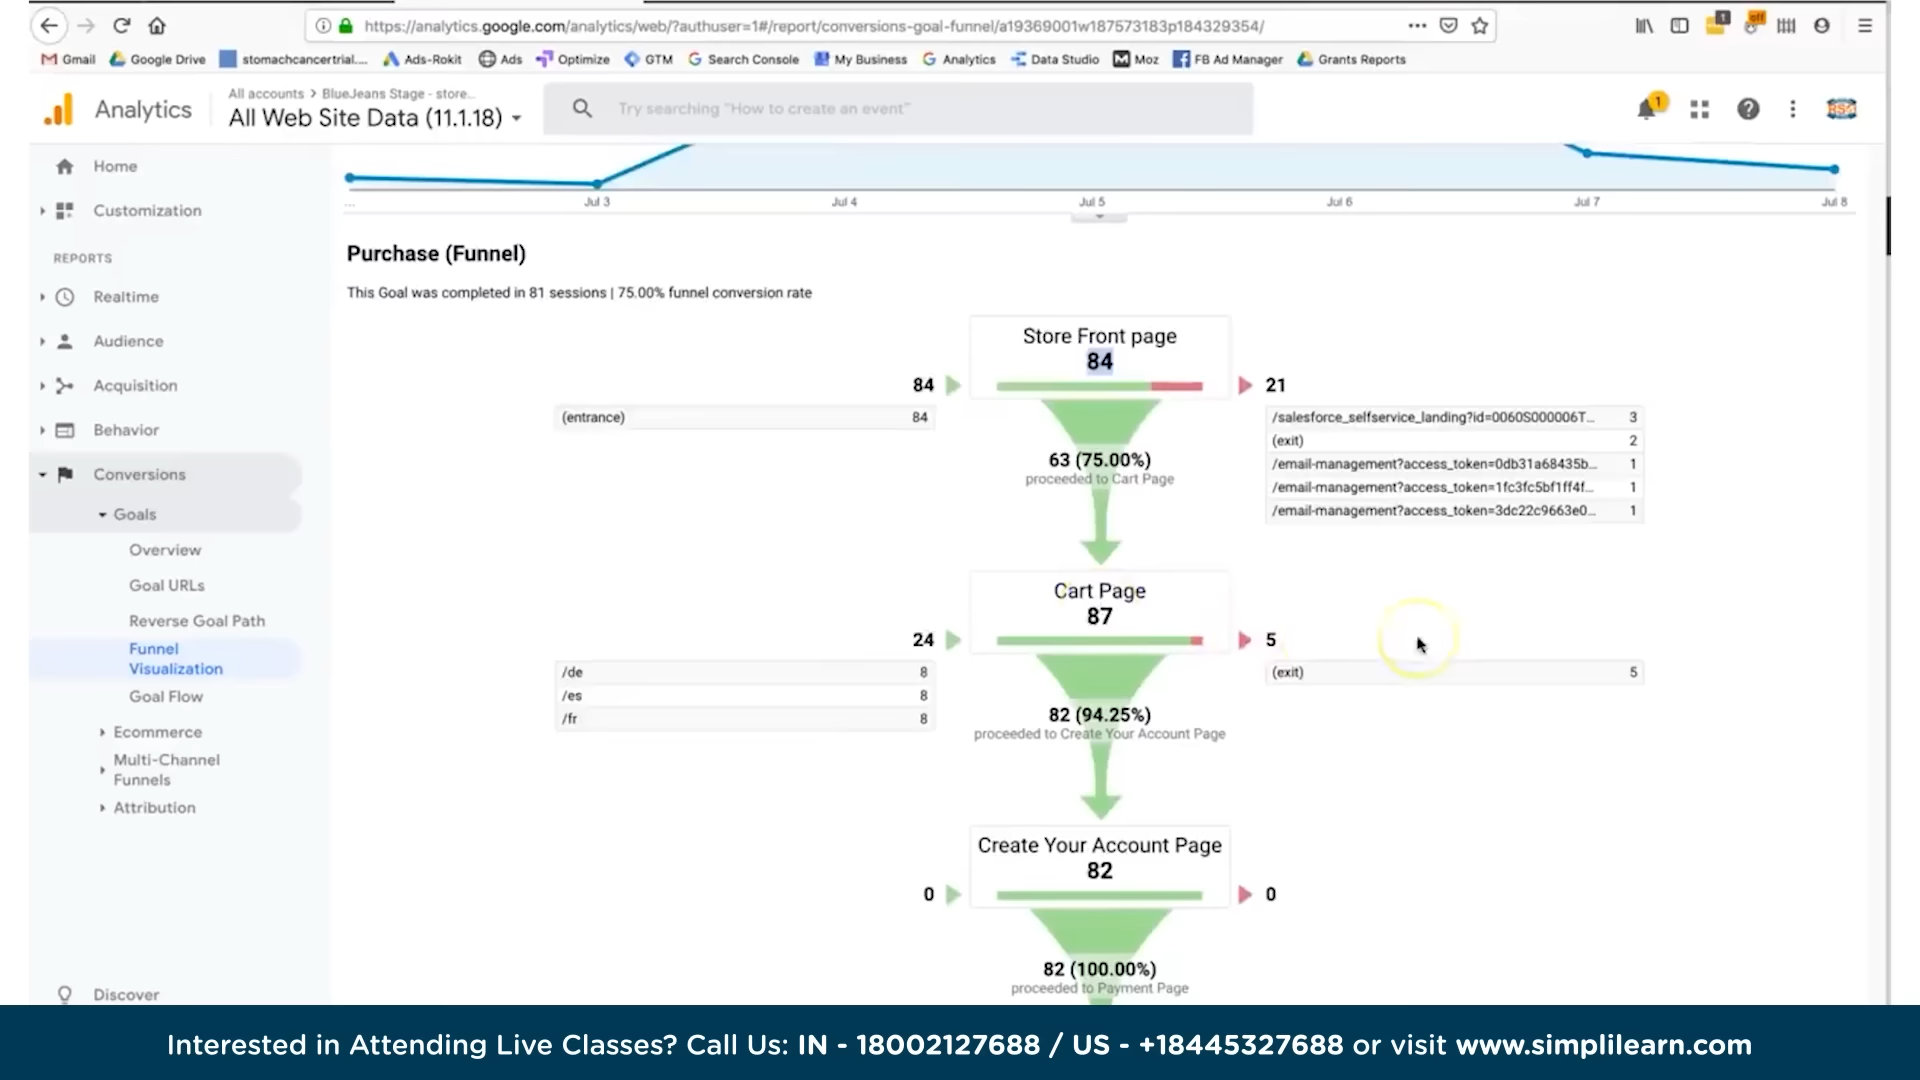 https://analytics.google.com/analytics/web/?authuser=1#/report/conversions-goal-funnel/a19369001w187573183p184329354/
1
off
Gmail
Google Drive
stomachcancertrial....
Ads-Rokit
Ads
Optimize
GTM
Search Console
My Business
Analytics
Data Studio
Moz
FB Ad Manager
Grants Reports
Analytics
All accounts > BlueJeans Stage - store...
All Web Site Data (11.1.18)
Try searching "How to create an event"
1
Home
Customization
REPORTS
Realtime
Audience
Acquisition
Behavior
Conversions
Goals
Overview
Goal URLs
Reverse Goal Path
Funnel
Visualization
Goal Flow
Ecommerce
Multi-Channel
Funnels
Attribution
Discover
... Jul 3 Jul 4 Jul 5 Jul 6 Jul 7 Jul 8
Purchase (Funnel)
This Goal was completed in 81 sessions | 75.00% funnel conversion rate
Store Front page
84
84
21
(entrance) 84
/salesforce_selfservice_landing?id=0060S000006T... 3
(exit) 2
/email-management?access_token=0db31a68435b... 1
/email-management?access_token=1fc3fc5bf1ff4f... 1
/email-management?access_token=3dc22c9663e0... 1
63 (75.00%)
proceeded to Cart Page
Cart Page
87
24
5
/de 8
/es 8
/fr 8
(exit) 5
82 (94.25%)
proceeded to Create Your Account Page
Create Your Account Page
82
0
0
82 (100.00%)
proceeded to Payment Page
Interested in Attending Live Classes? Call Us: IN - 18002127688 / US - +18445327688 or visit www.simplilearn.com